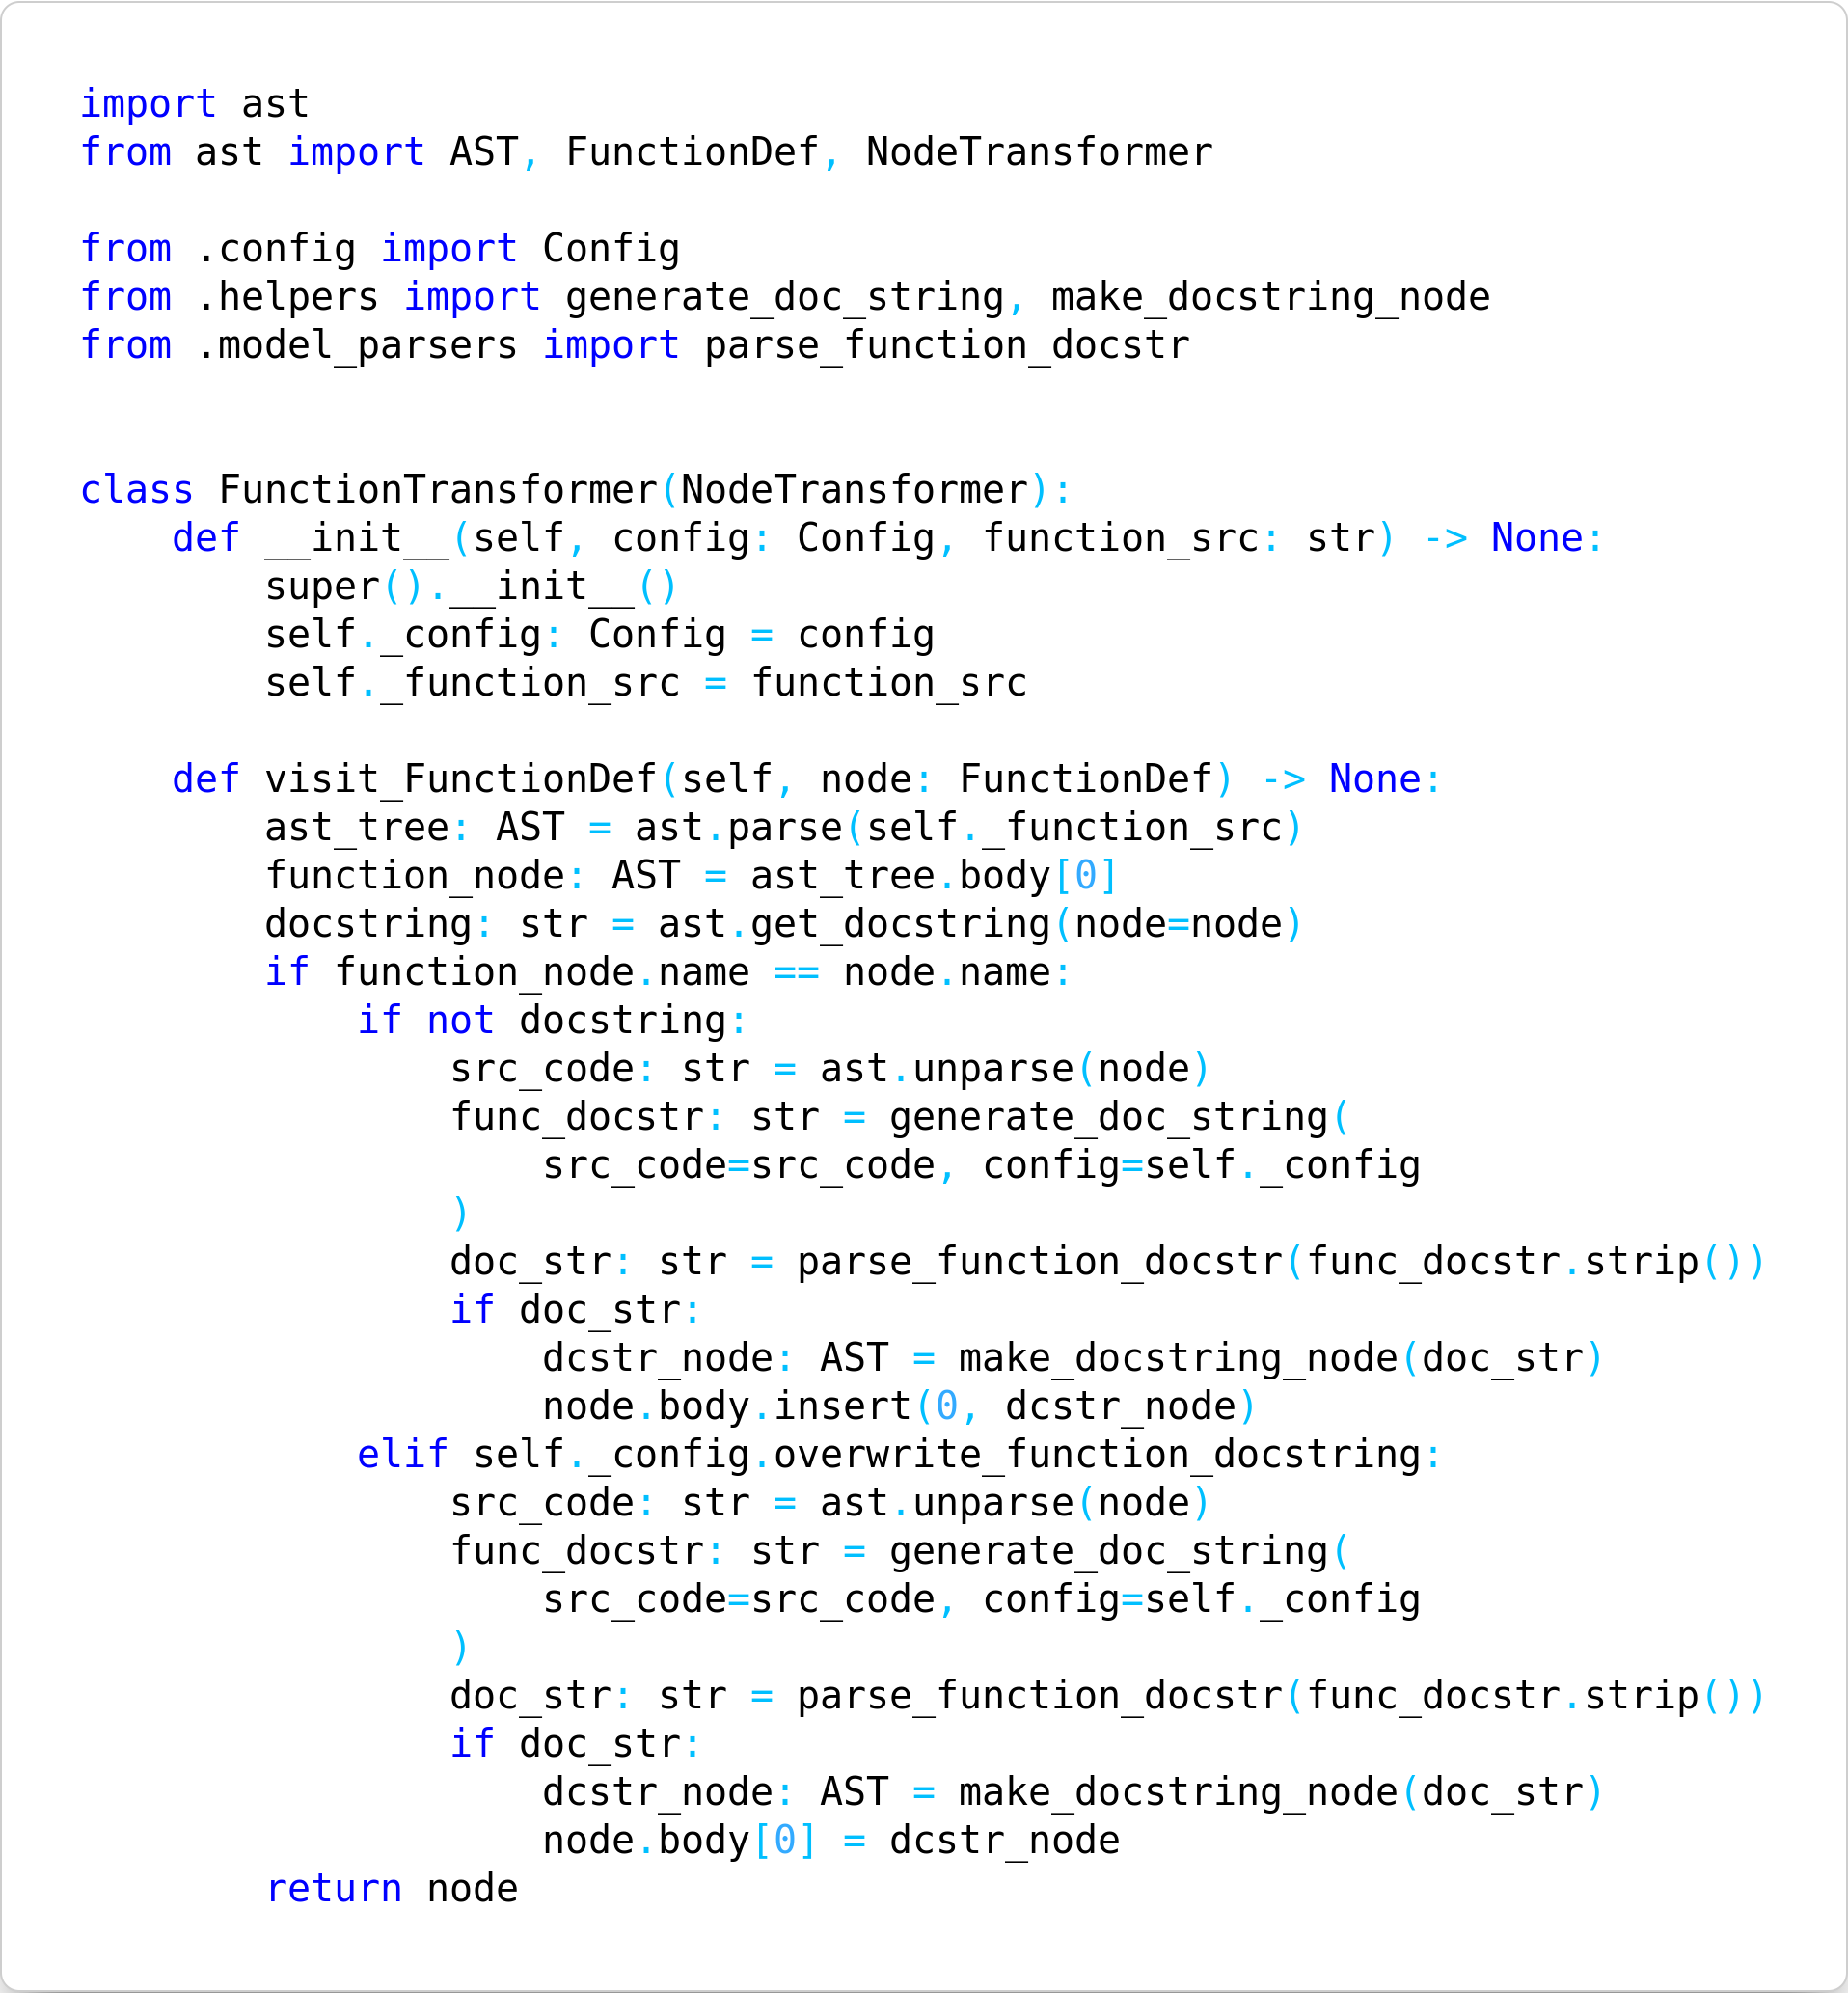 import ast
from ast import AST, FunctionDef, NodeTransformer

from .config import Config
from .helpers import generate_doc_string, make_docstring_node
from .model_parsers import parse_function_docstr


class FunctionTransformer(NodeTransformer):
    def __init__(self, config: Config, function_src: str) -> None:
        super().__init__()
        self._config: Config = config
        self._function_src = function_src

    def visit_FunctionDef(self, node: FunctionDef) -> None:
        ast_tree: AST = ast.parse(self._function_src)
        function_node: AST = ast_tree.body[0]
        docstring: str = ast.get_docstring(node=node)
        if function_node.name == node.name:
            if not docstring:
                src_code: str = ast.unparse(node)
                func_docstr: str = generate_doc_string(
                    src_code=src_code, config=self._config
                )
                doc_str: str = parse_function_docstr(func_docstr.strip())
                if doc_str:
                    dcstr_node: AST = make_docstring_node(doc_str)
                    node.body.insert(0, dcstr_node)
            elif self._config.overwrite_function_docstring:
                src_code: str = ast.unparse(node)
                func_docstr: str = generate_doc_string(
                    src_code=src_code, config=self._config
                )
                doc_str: str = parse_function_docstr(func_docstr.strip())
                if doc_str:
                    dcstr_node: AST = make_docstring_node(doc_str)
                    node.body[0] = dcstr_node
        return node